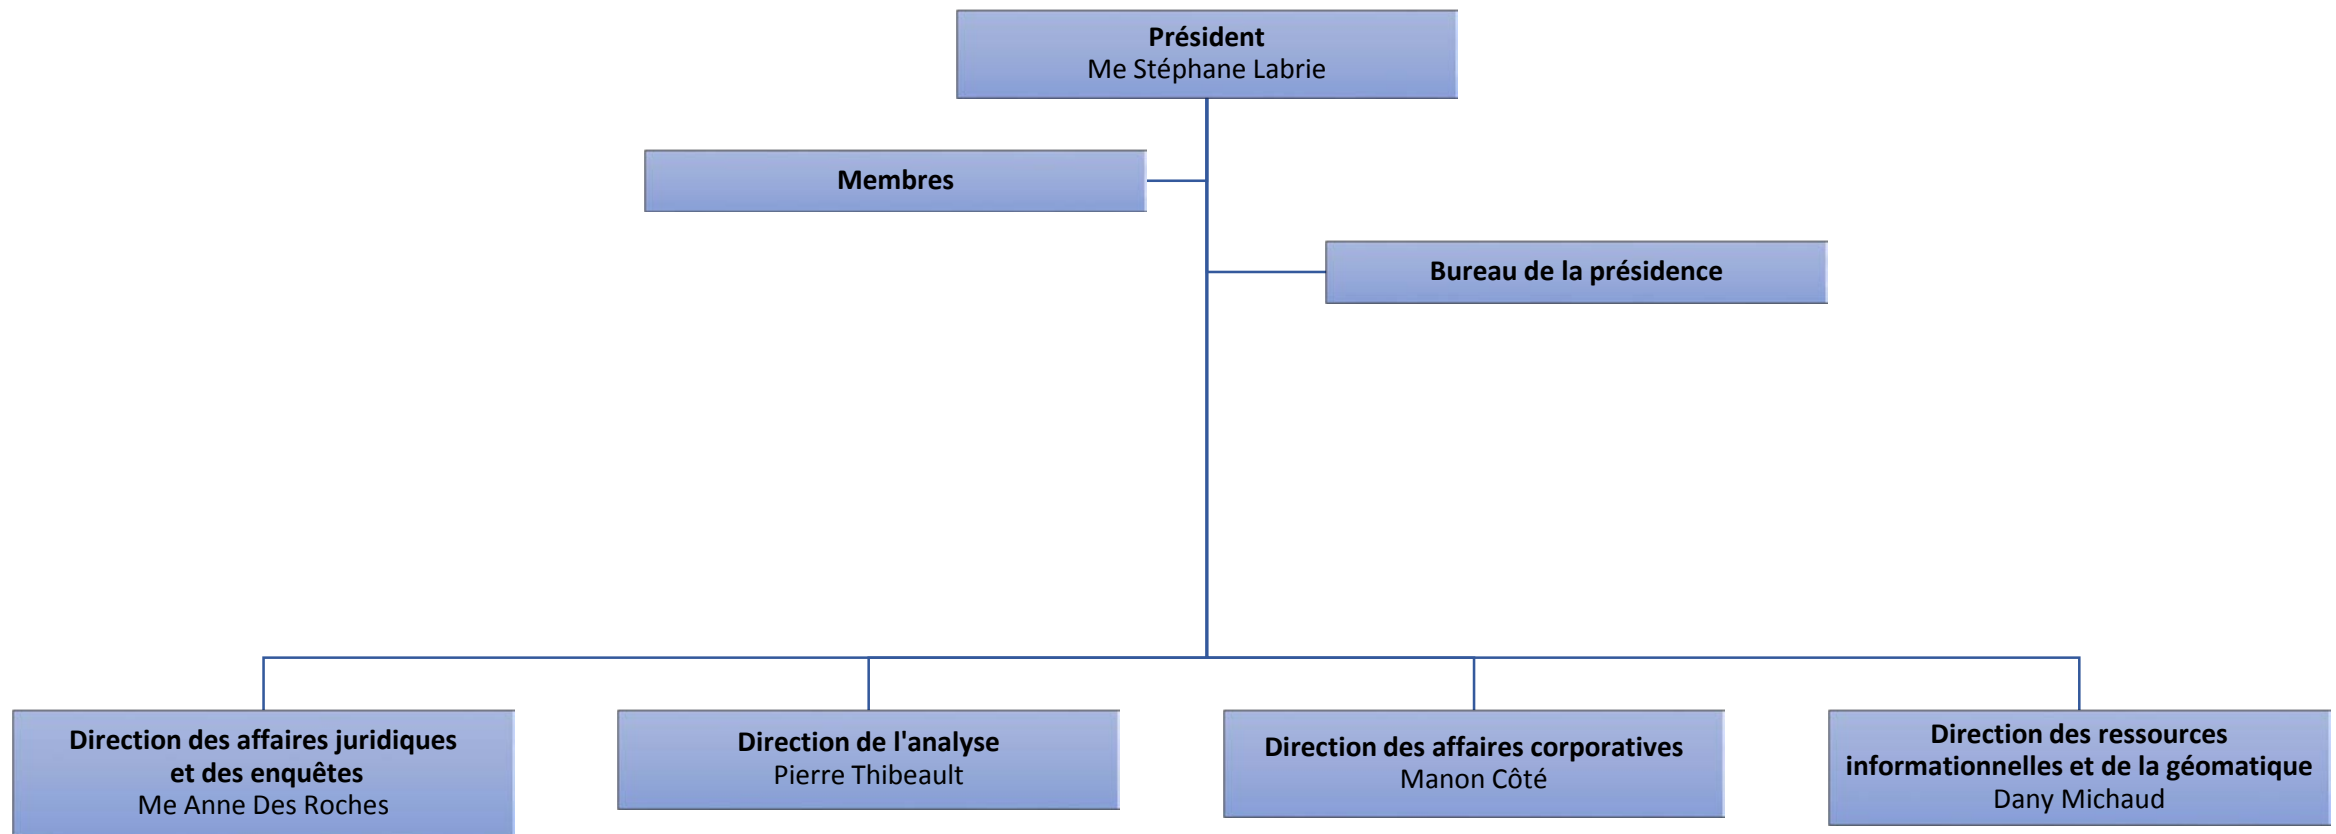 Président
Me Stéphane Labrie
Membres
Bureau de la présidence
Direction des affaires juridiques
et des enquêtes
Me Anne Des Roches
Direction de l'analyse
Pierre Thibeault
Direction des affaires corporatives
Manon Côté
Direction des ressources
informationnelles et de la géomatique
Dany Michaud